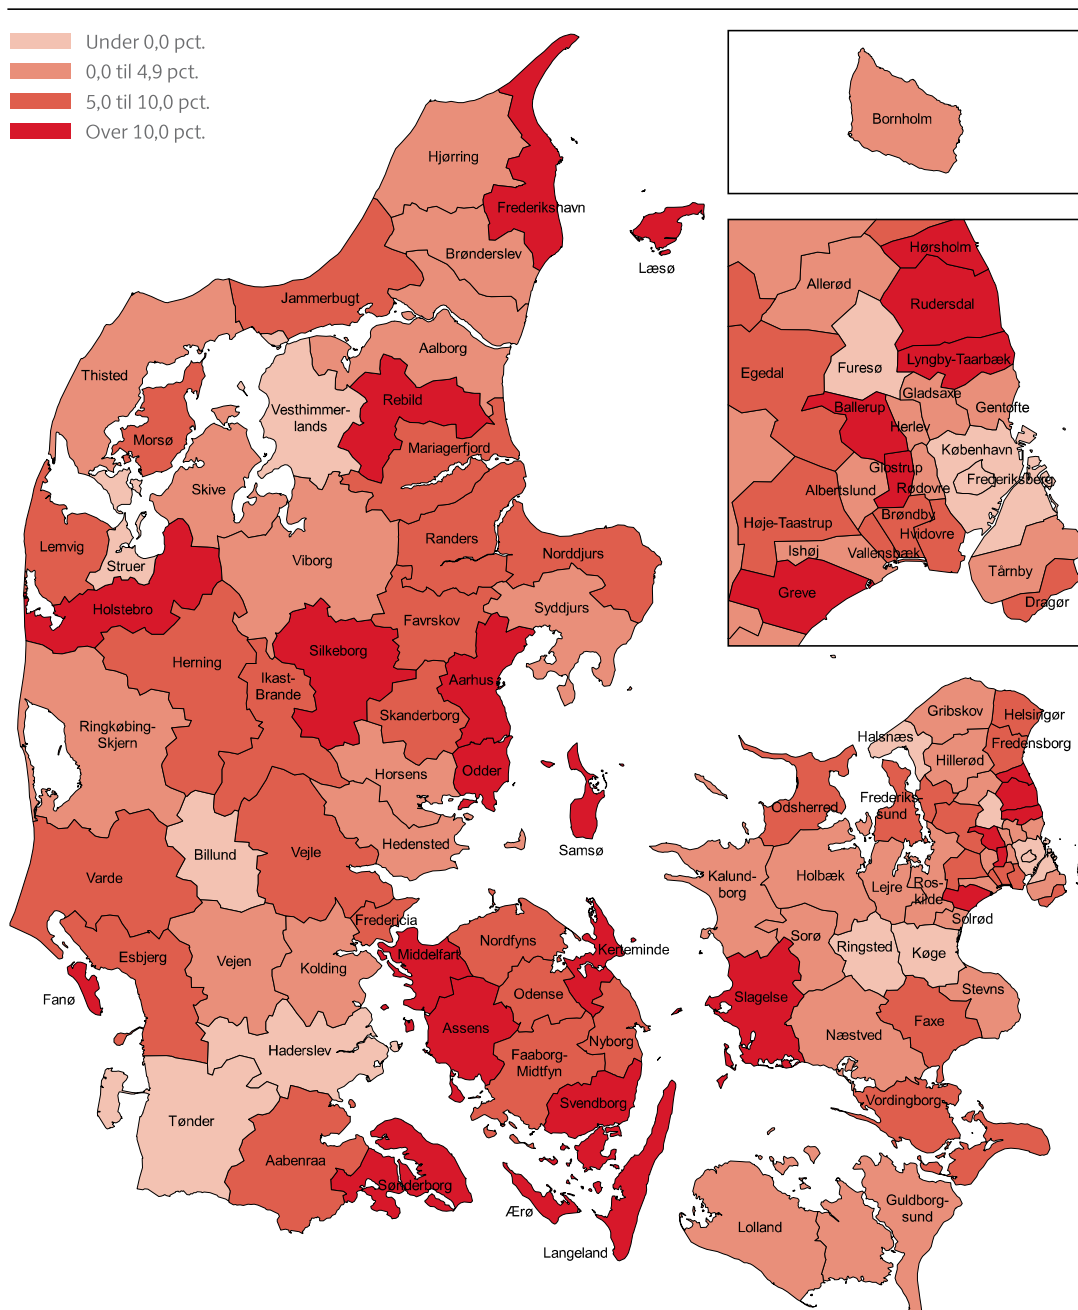 Under 0,0 pct.
0,0 til 4,9 pct.
5,0 til 10,0 pct.
Over 10,0 pct.
Bornholm
Hjørring
Frederikshavn
Læsø
Brønderslev
Jammerbugt
Aalborg
Thisted
Rebild
Vesthimmer-
lands
Morsø
Mariagerfjord
Skive
Lemvig
Struer
Viborg
Randers
Norddjurs
Holstebro
Syddjurs
Favrskov
Silkeborg
Herning
Ikast-
Brande
Aarhus
Skanderborg
Ringkøbing-
Skjern
Horsens
Odder
Hedensted
Samsø
Billund
Vejle
Varde
Fredericia
Esbjerg
Vejen
Kolding
Fanø
Haderslev
Tønder
Aabenraa
Sønderborg
Middelfart
Nordfyns
Kerteminde
Odense
Assens
Nyborg
Faaborg-
Midtfyn
Svendborg
Ærø
Langeland
Hørsholm
Allerød
Rudersdal
Lyngby-Taarbæk
Furesø
Egedal
Gladsaxe
Gentofte
Ballerup
Herlev
København
Glostrup
Frederiksberg
Albertslund
Rødovre
Brøndby
Høje-Taastrup
Hvidovre
Ishøj
Vallensbæk
Tårnby
Greve
Dragør
Gribskov
Helsingør
Halsnæs
Fredensborg
Hillerød
Frederiks-
sund
Odsherred
Kalund-
borg
Holbæk
Lejre
Ros-
kilde
Solrød
Sorø
Ringsted
Køge
Slagelse
Stevns
Næstved
Faxe
Vordingborg
Guldborg-
sund
Lolland